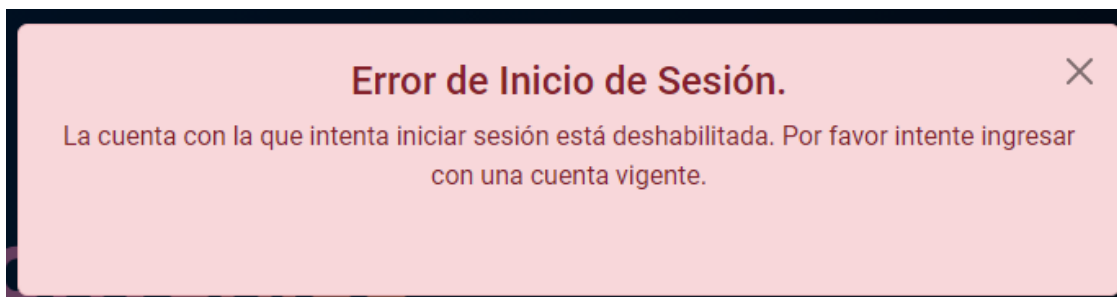 Error de Inicio de Sesión.
La cuenta con la que intenta iniciar sesión está deshabilitada. Por favor intente ingresar
con una cuenta vigente.